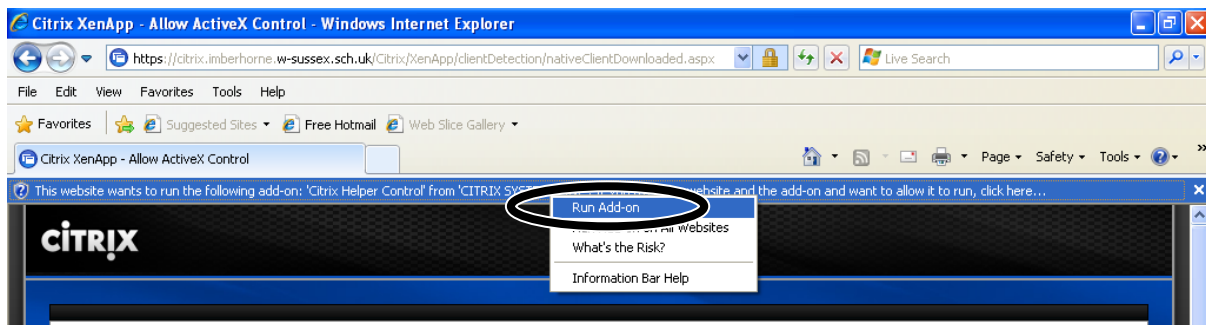 Citrix XenApp - Allow ActiveX Control - Windows Internet Explorer
https://citrix.imberhorne.w-sussex.sch.uk/Citrix/XenApp/clientDetection/nativeClientDownloaded.aspx Live Search
File Edit View Favorites Tools Help
Favorites Suggested Sites Free Hotmail Web Slice Gallery
Citrix XenApp - Allow ActiveX Control Page Safety Tools
This website wants to run the following add-on: 'Citrix Helper Control' from 'CITRIX website and the add-on and want to allow it to run, click here...
Run Add-on
Websites
What's the Risk?
Information Bar Help
CITRIX